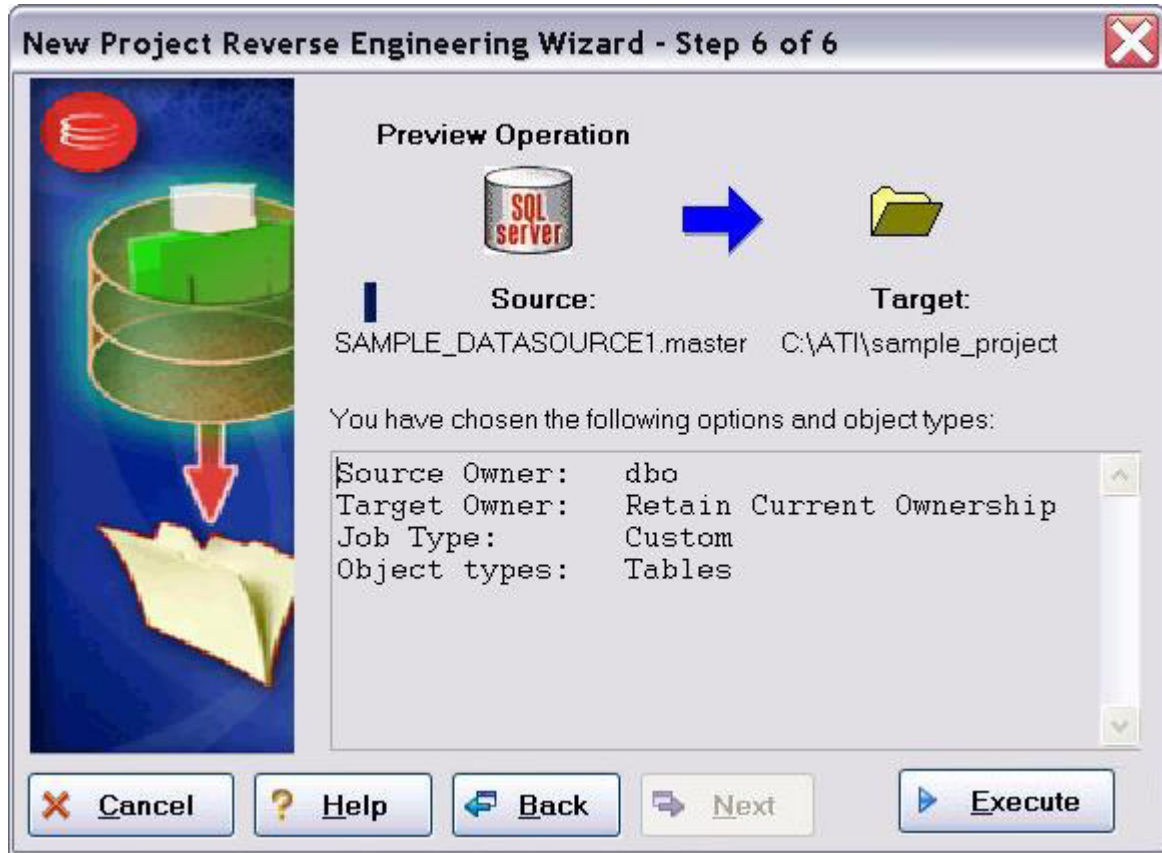 New Project Reverse Engineering Wizard - Step 6 of 6
Preview Operation
SQL
server
Source: Target:
SAMPLE_DATASOURCE1.master C:\ATI\sample_project
You have chosen the following options and object types:
Source Owner: dbo
Target Owner: Retain Current Ownership
Job Type: Custom
Object types: Tables
Cancel ? Help Back Next Execute